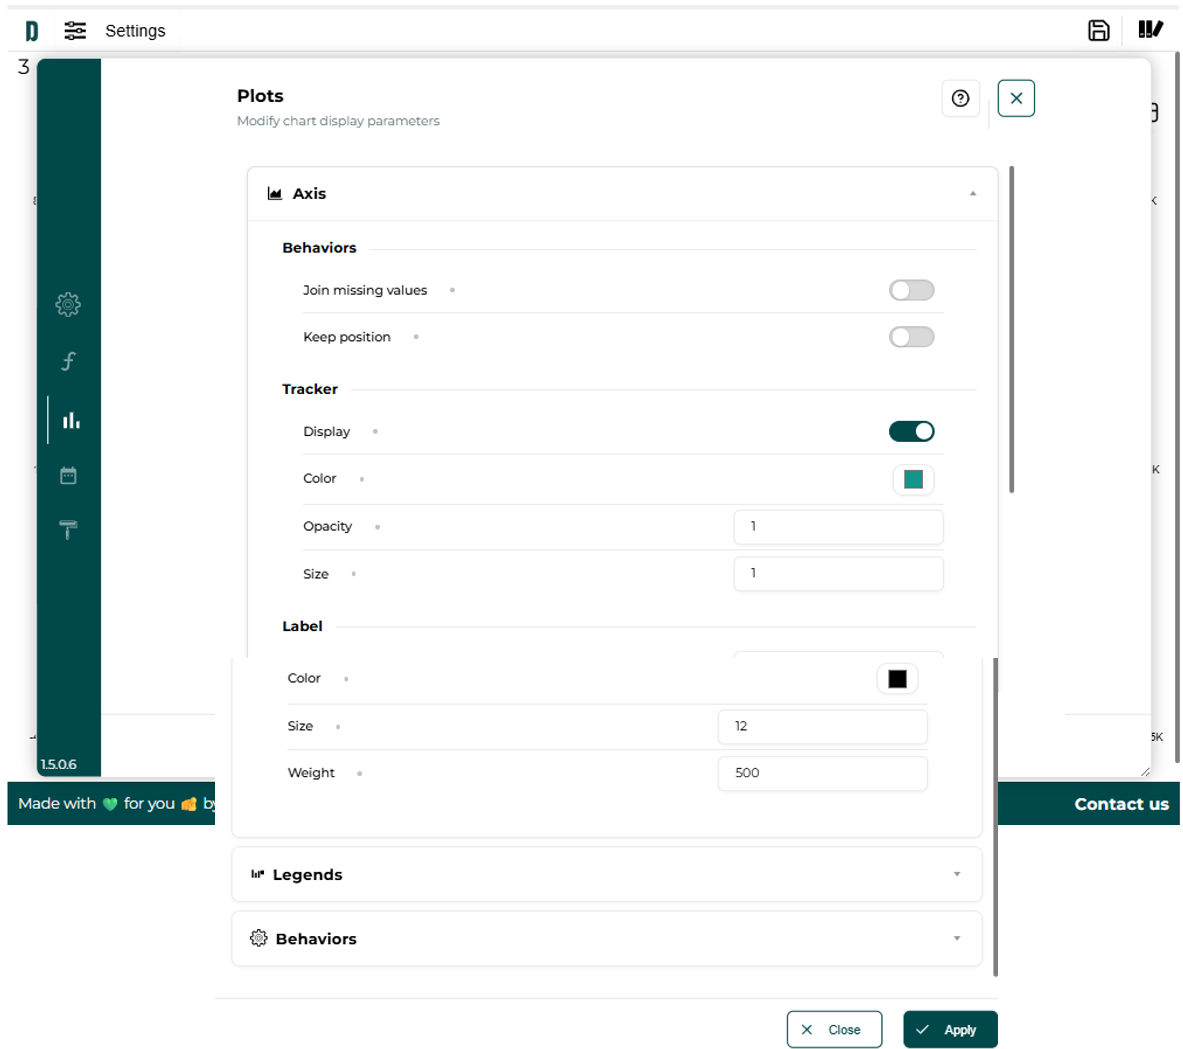 Settings
3
Plots
Modify chart display parameters
Axis
Behaviors
Join missing values
Keep position
Tracker
Display
Color
Opacity 1
Size 1
Label
Color
Size 12
Weight 500
1.5.0.6
Made with 💚 for you 🧀 by
Contact us
Legends
Behaviors
Close
Apply